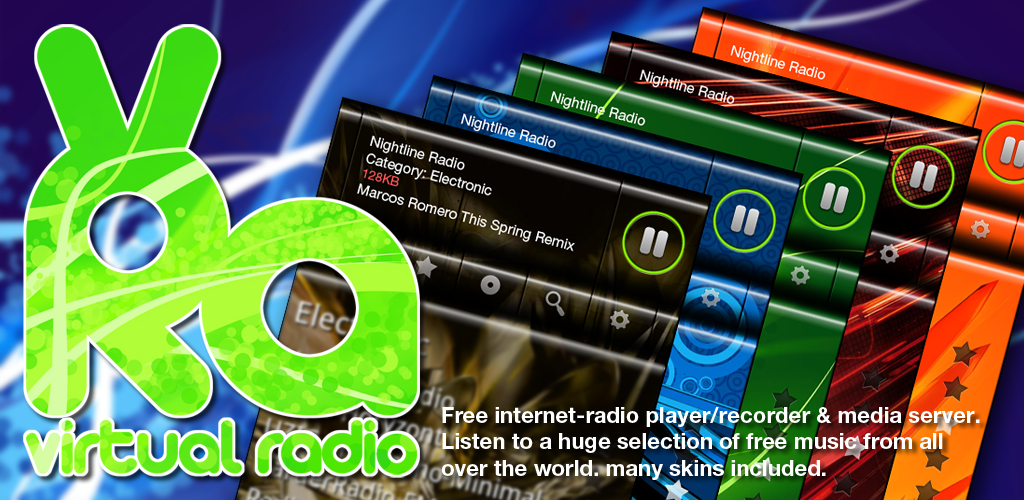 VRa
virtual radio
Nightline Radio
Nightline Radio
Nightline Radio
Nightline Radio
Nightline Radio
Category: Electronic
128KB
Marcos Romero This Spring Remix
Elec
Free internet-radio player/recorder & media server.
Listen to a huge selection of free music from all
over the world. many skins included.